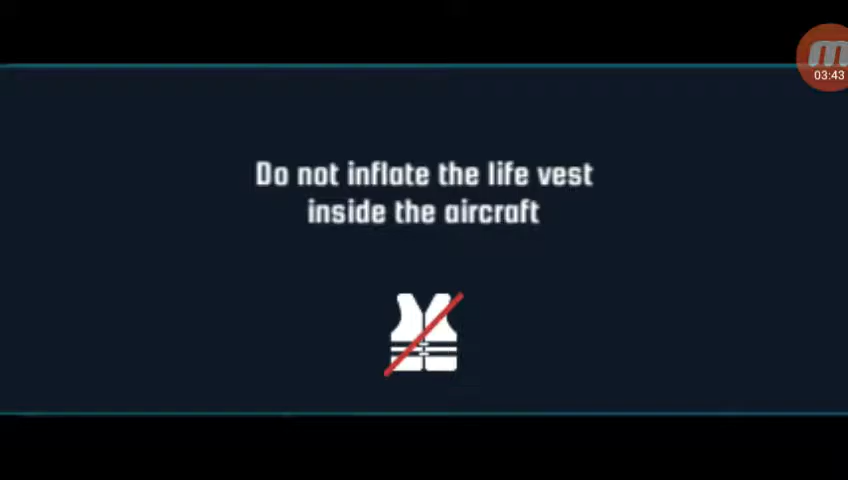 03:43
Do not inflate the life vest
inside the aircraft